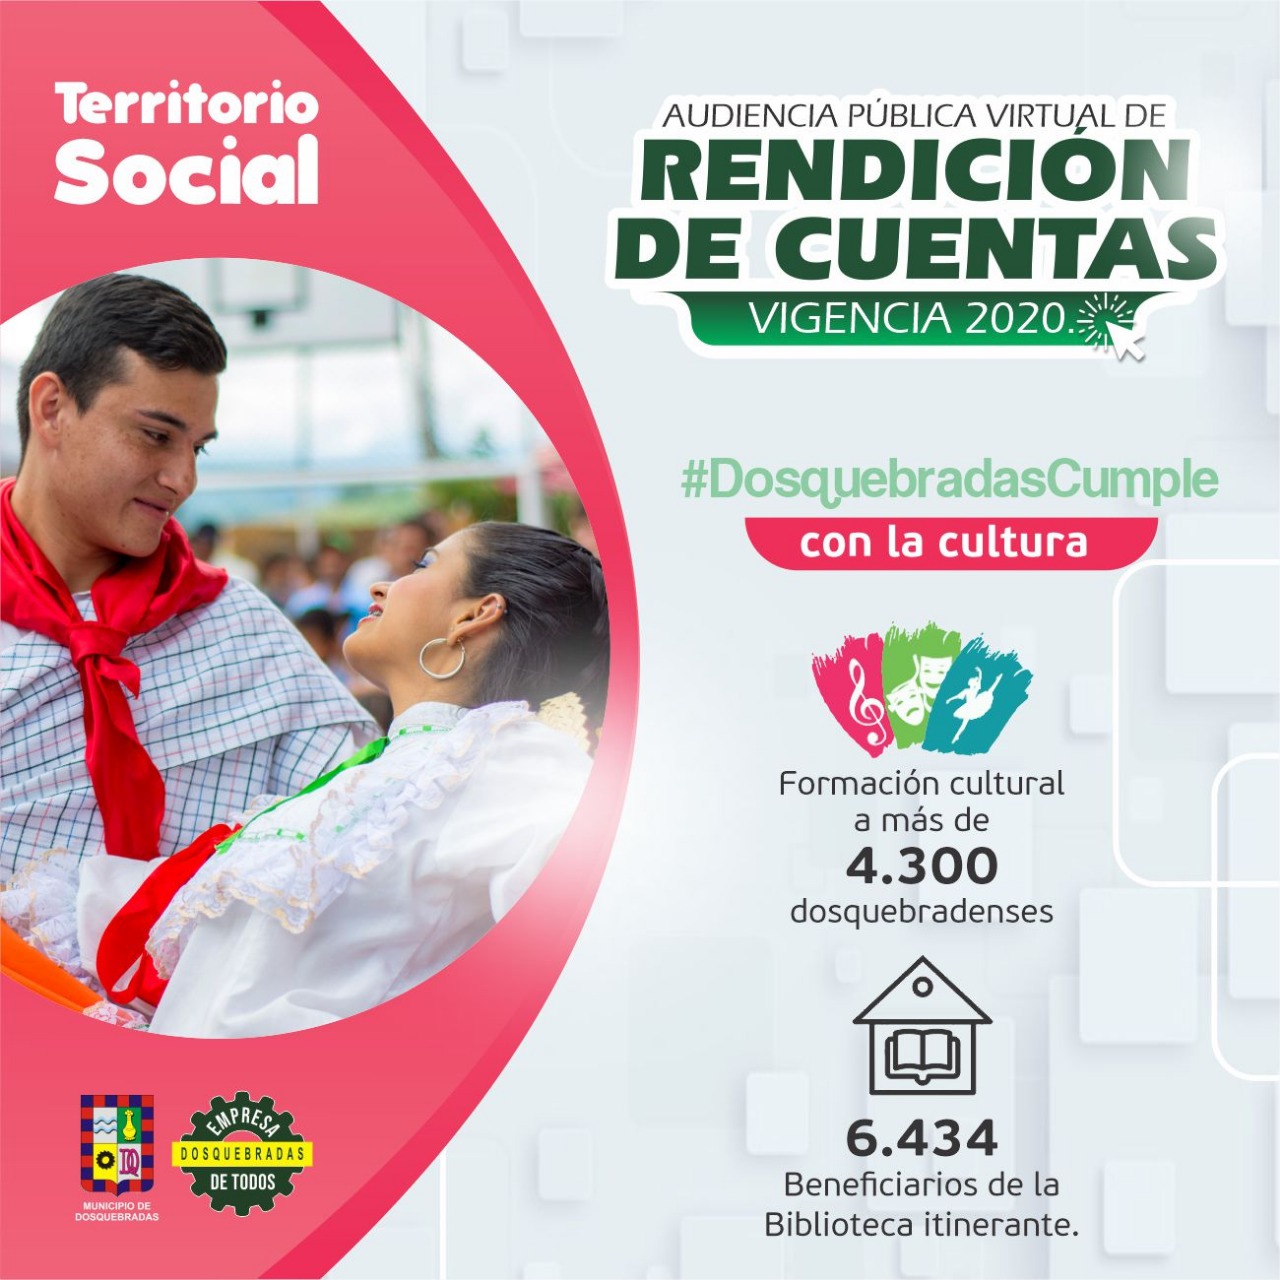 Territorio
Social
AUDIENCIA PÚBLICA VIRTUAL DE
RENDICIÓN
DE CUENTAS
VIGENCIA 2020.
#DosquebradasCumple
con la cultura
Formación cultural
a más de
4.300
dosquebradenses
6.434
Beneficiarios de la
Biblioteca itinerante.
DQ
MUNICIPIO DE
DOSQUEBRADAS
EMPRESA
DOSQUEBRADAS
DE TODOS